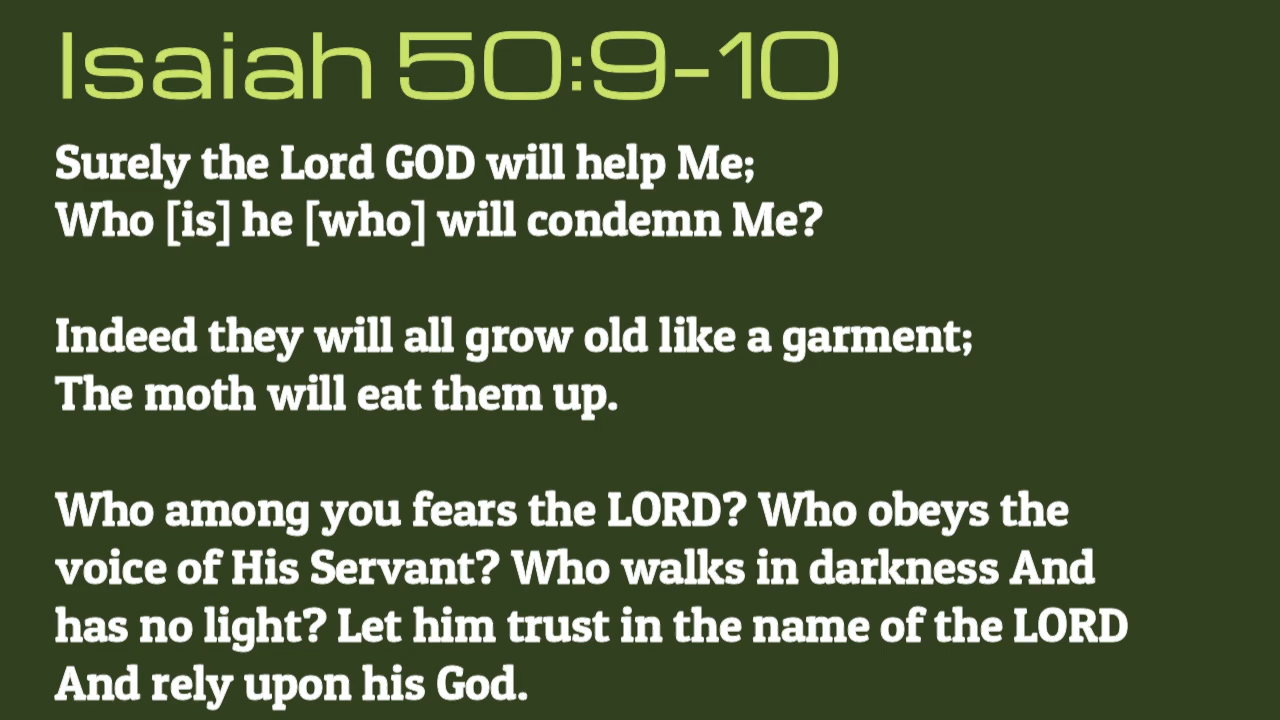 Isaiah 50:9-10
Surely the Lord GOD will help Me;
Who [is] he [who] will condemn Me?
Indeed they will all grow old like a garment;
The moth will eat them up.
Who among you fears the LORD? Who obeys the
voice of His Servant? Who walks in darkness And
has no light? Let him trust in the name of the LORD
And rely upon his God.